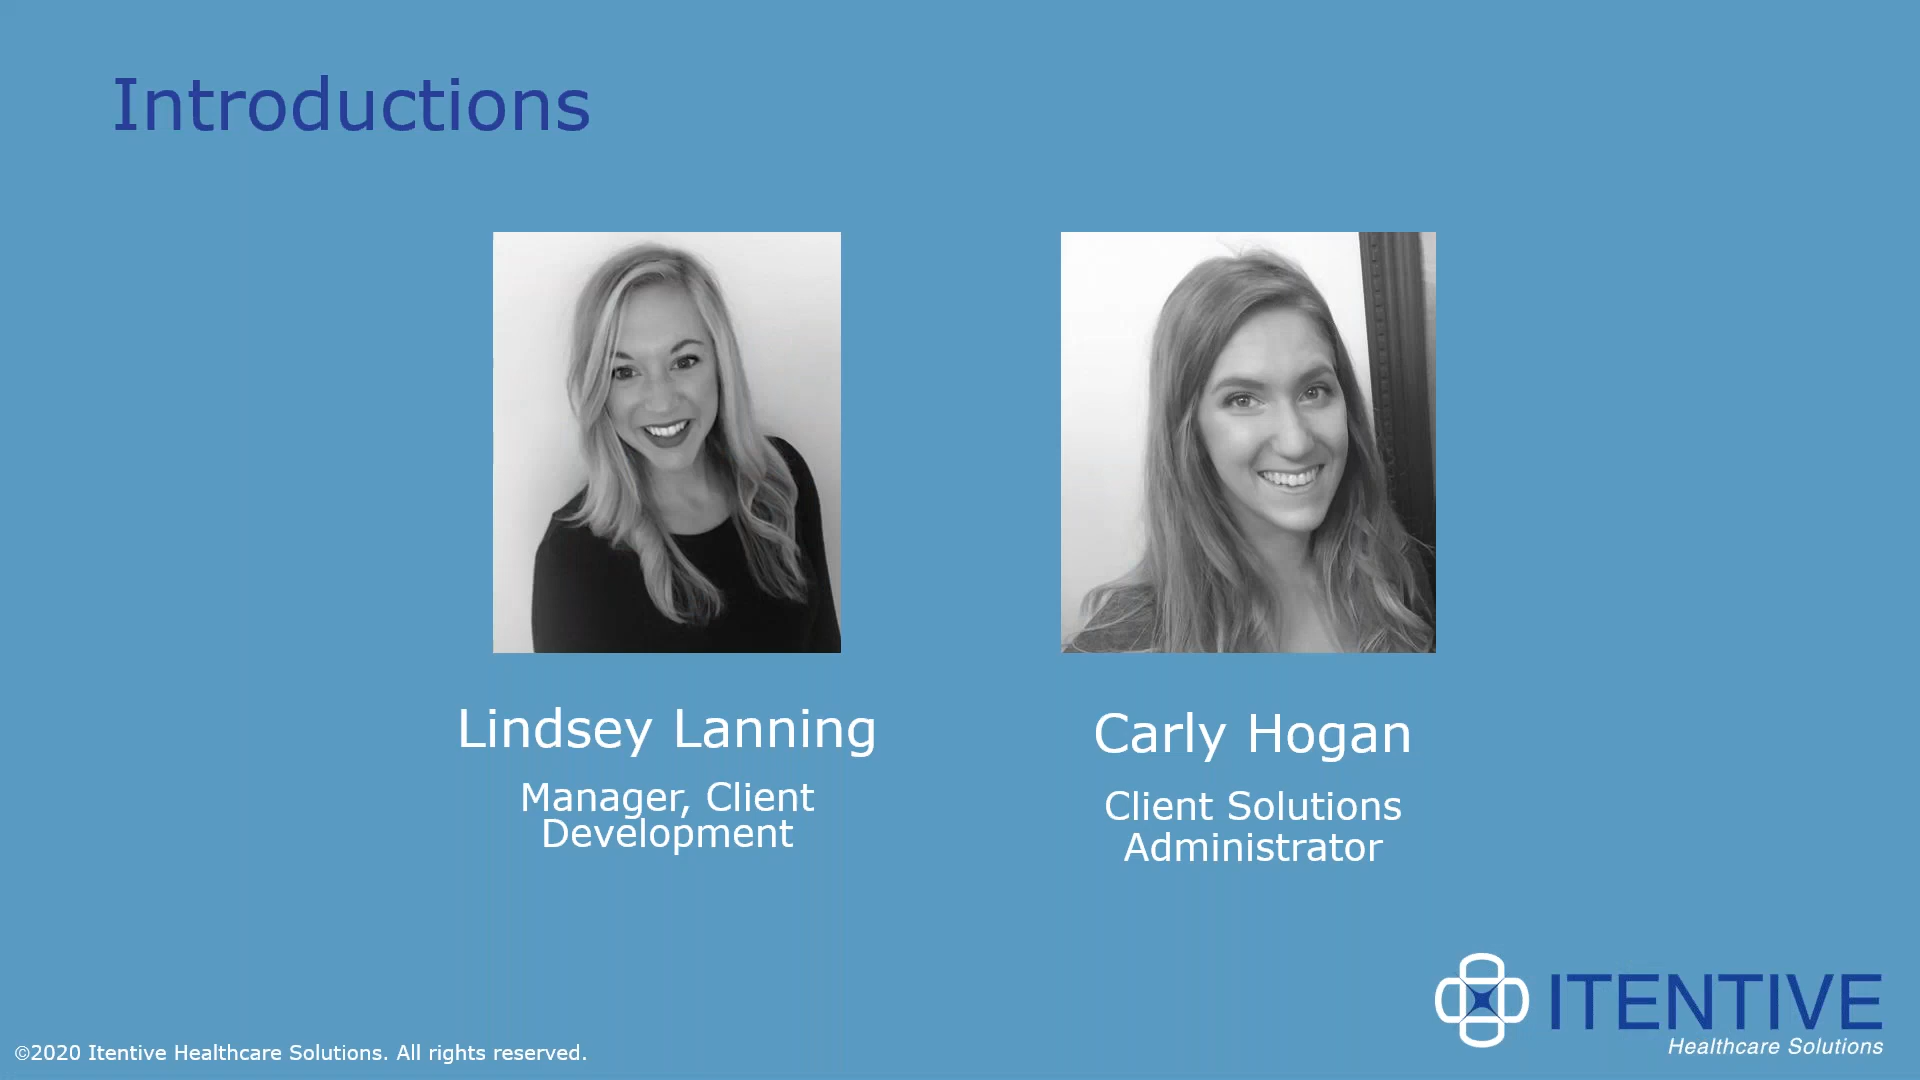 Introductions
Lindsey Lanning
Manager, Client
Development
Carly Hogan
Client Solutions
Administrator
ITENTIVE
Healthcare Solutions
©2020 Itentive Healthcare Solutions. All rights reserved.